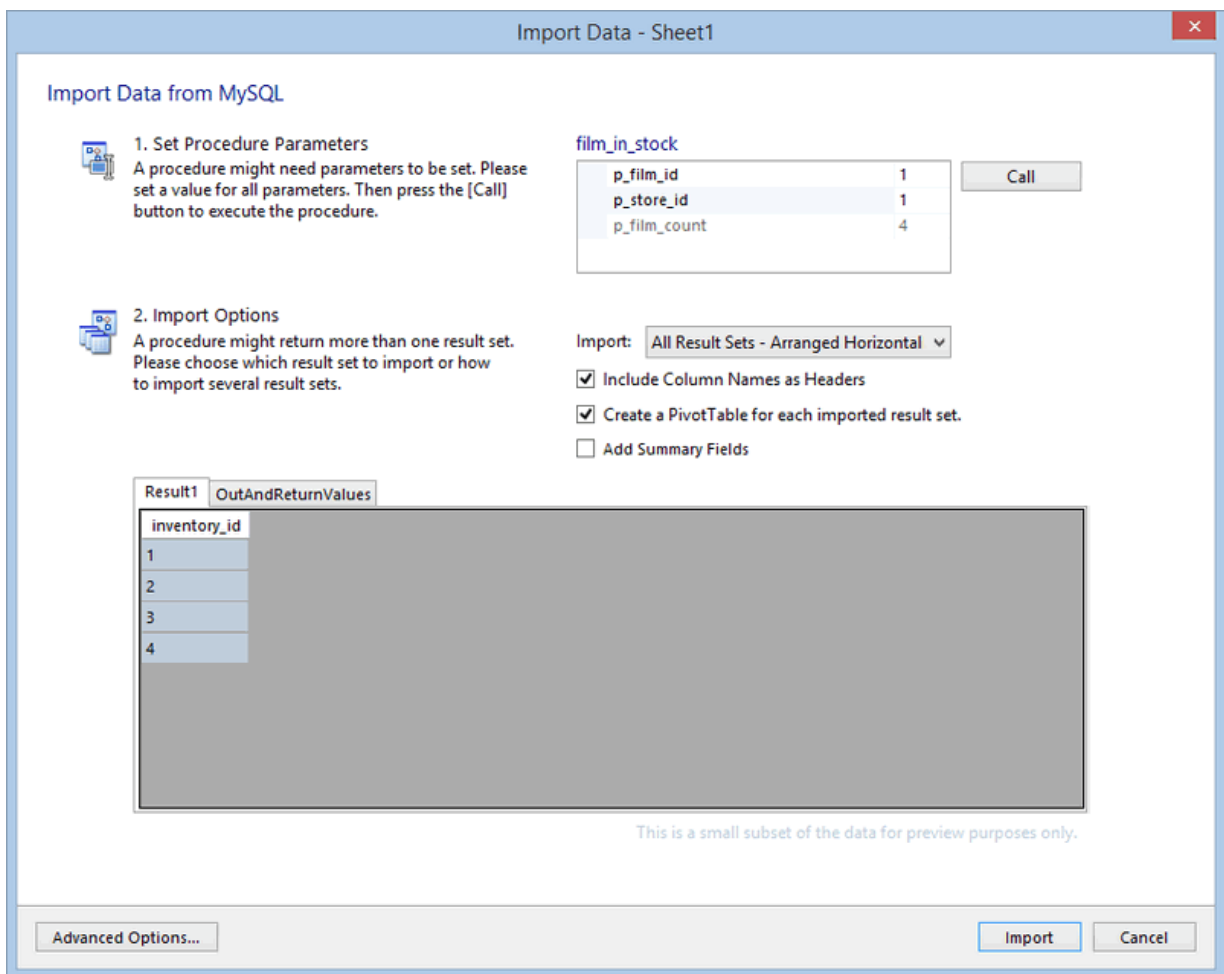 Import Data - Sheet1
Import Data from MySQL
1. Set Procedure Parameters
A procedure might need parameters to be set. Please
set a value for all parameters. Then press the [Call]
button to execute the procedure.
film_in_stock
p_film_id 1
p_store_id 1
p_film_count 4
Call
2. Import Options
A procedure might return more than one result set.
Please choose which result set to import or how
to import several result sets.
Import: All Result Sets - Arranged Horizontal
Include Column Names as Headers
Create a PivotTable for each imported result set.
Add Summary Fields
Result1 OutAndReturnValues
inventory_id
1
2
3
4
This is a small subset of the data for preview purposes only.
Advanced Options... Import Cancel